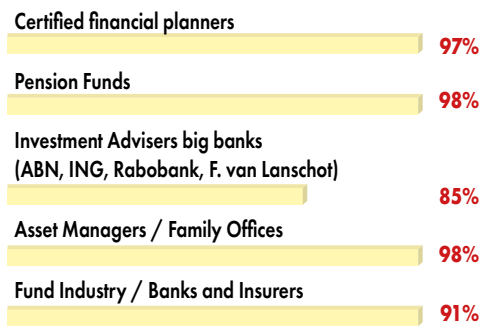 Certified financial planners
97%
Pension Funds
98%
Investment Advisers big banks
(ABN, ING, Rabobank, F. van Lanschot)
85%
Asset Managers / Family Offices
98%
Fund Industry / Banks and Insurers
91%